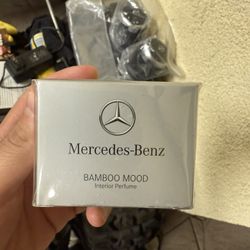 Mercedes-Benz
BAMBOO MOOD
Interior Perfume